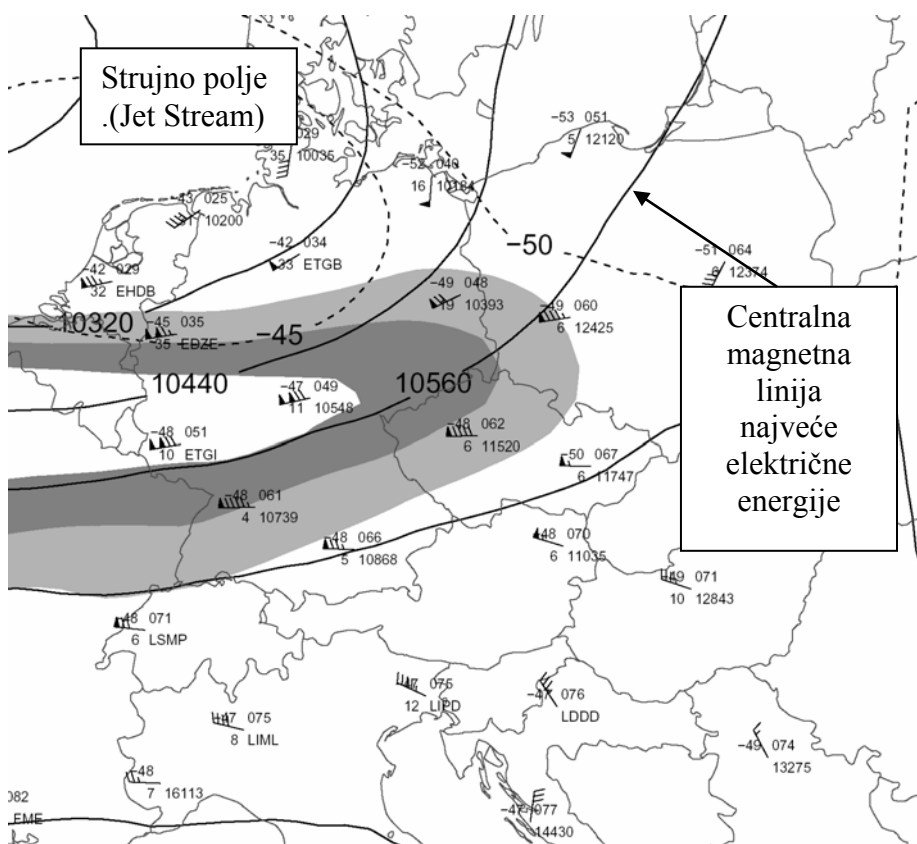 Strujno polje
.(Jet Stream)
029
35 10035
-53 051
5 12120
-52 040
16 10184
-43 025
10200
-42 034
33 ETGB
-50
-51 064
6 12374
-42 029
32 EHDB
-49 048
19 10393
-49 060
6 12425
Centralna
magnetna
linija
najveće
električne
energije
10320
-45 035
35 EDZE
-45
10440
10560
-47 049
11 10548
-48 062
6 11520
-48 051
10 ETGI
-50 067
6 11747
-48 061
4 10739
-48 066
5 10868
-48 070
6 11035
-49 071
10 12843
-48 071
6 LSMP
075
12 LIPD
-47 076
LDDD
-47 075
8 LIML
-49 074
13275
-48
7 16113
082
EME
-47 077
14430